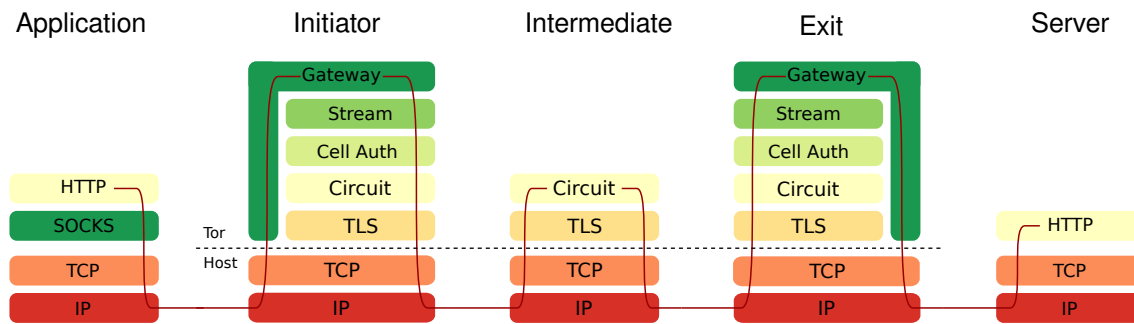 Application
Initiator
Intermediate
Exit
Server
Gateway
Gateway
Stream
Stream
Cell Auth
Cell Auth
HTTP
Circuit
Circuit
Circuit
SOCKS
TLS
TLS
TLS
HTTP
Tor
Host
TCP
TCP
TCP
TCP
TCP
IP
IP
IP
IP
IP